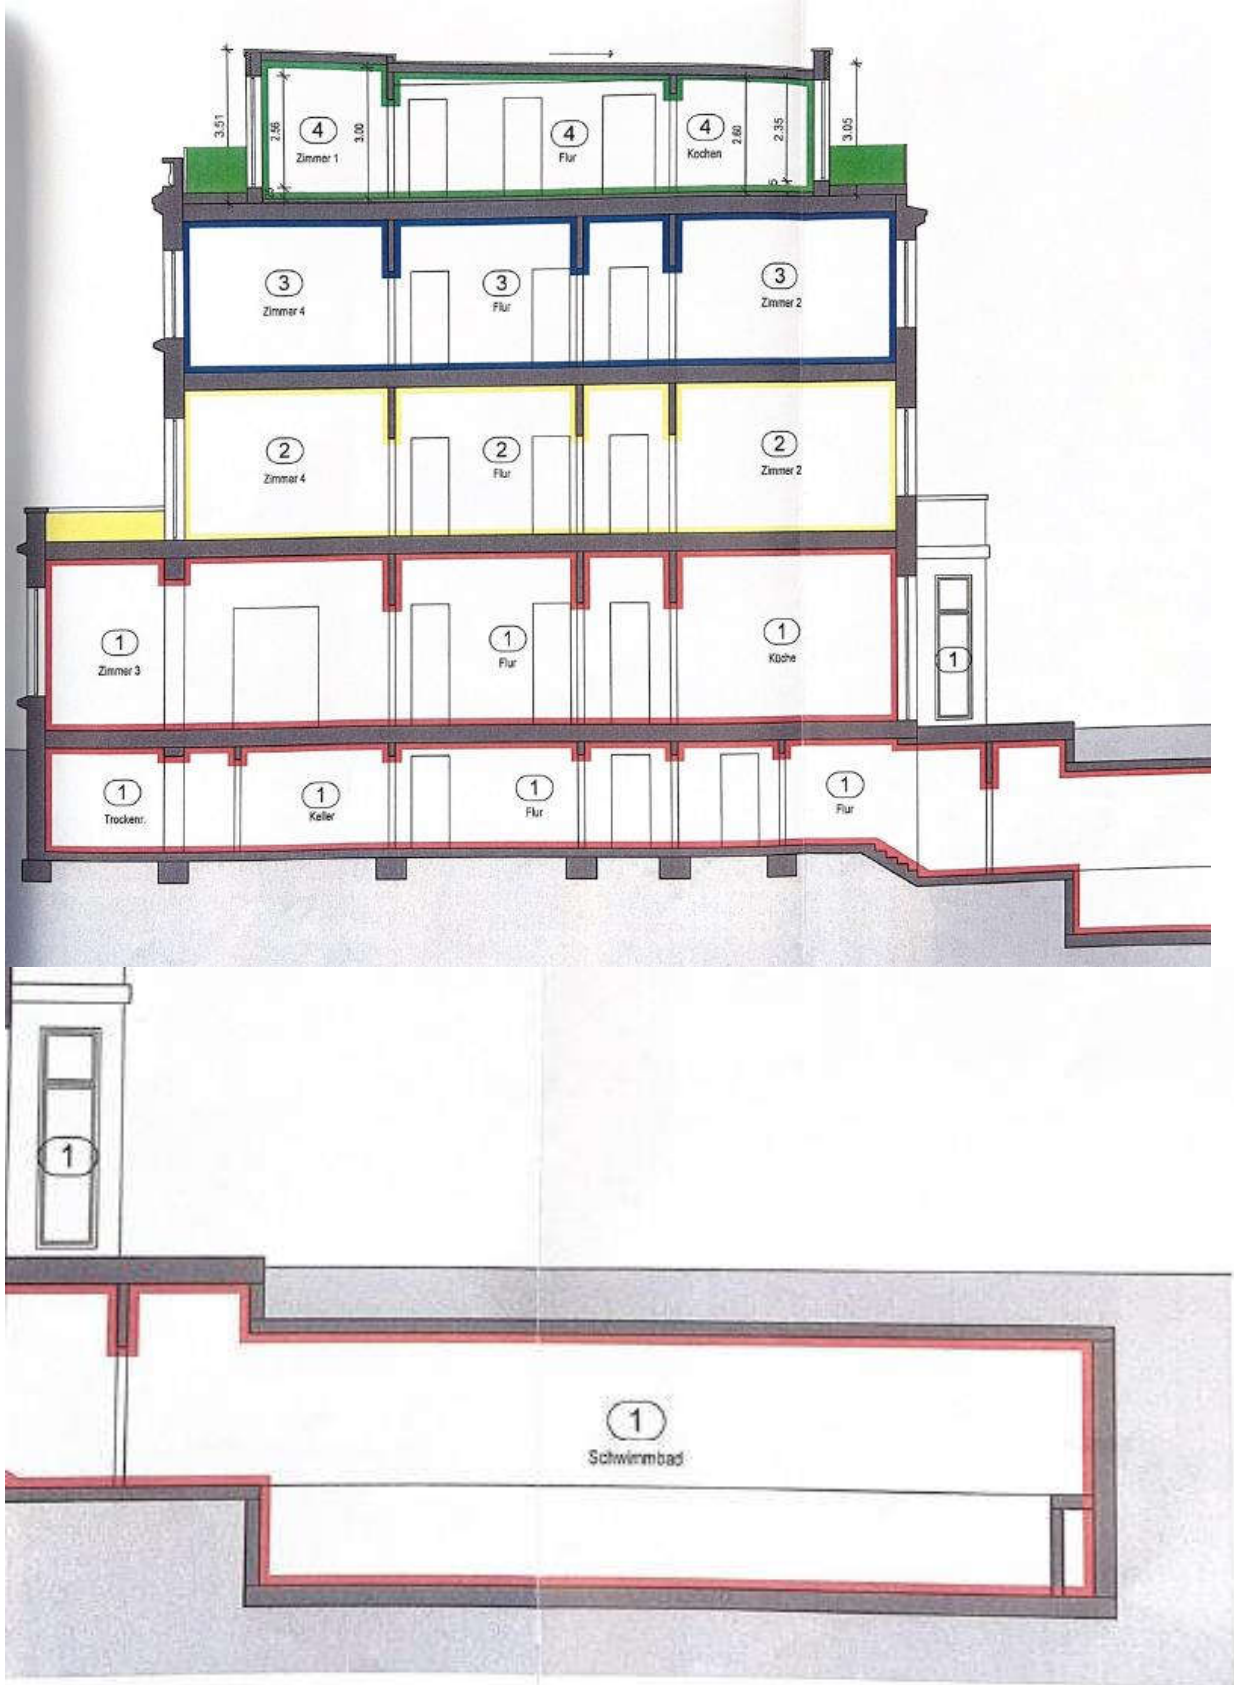 3.51
2.56
4
Zimmer 1
3.00
4
Flur
4
Kochen
2.60
2.35
3.05
3
Zimmer 4
3
Flur
3
Zimmer 2
2
Zimmer 4
2
Flur
2
Zimmer 2
1
Zimmer 3
1
Flur
1
Küche
1
1
Trockenr.
1
Keller
1
Flur
1
Flur
1
1
Schwimmbad